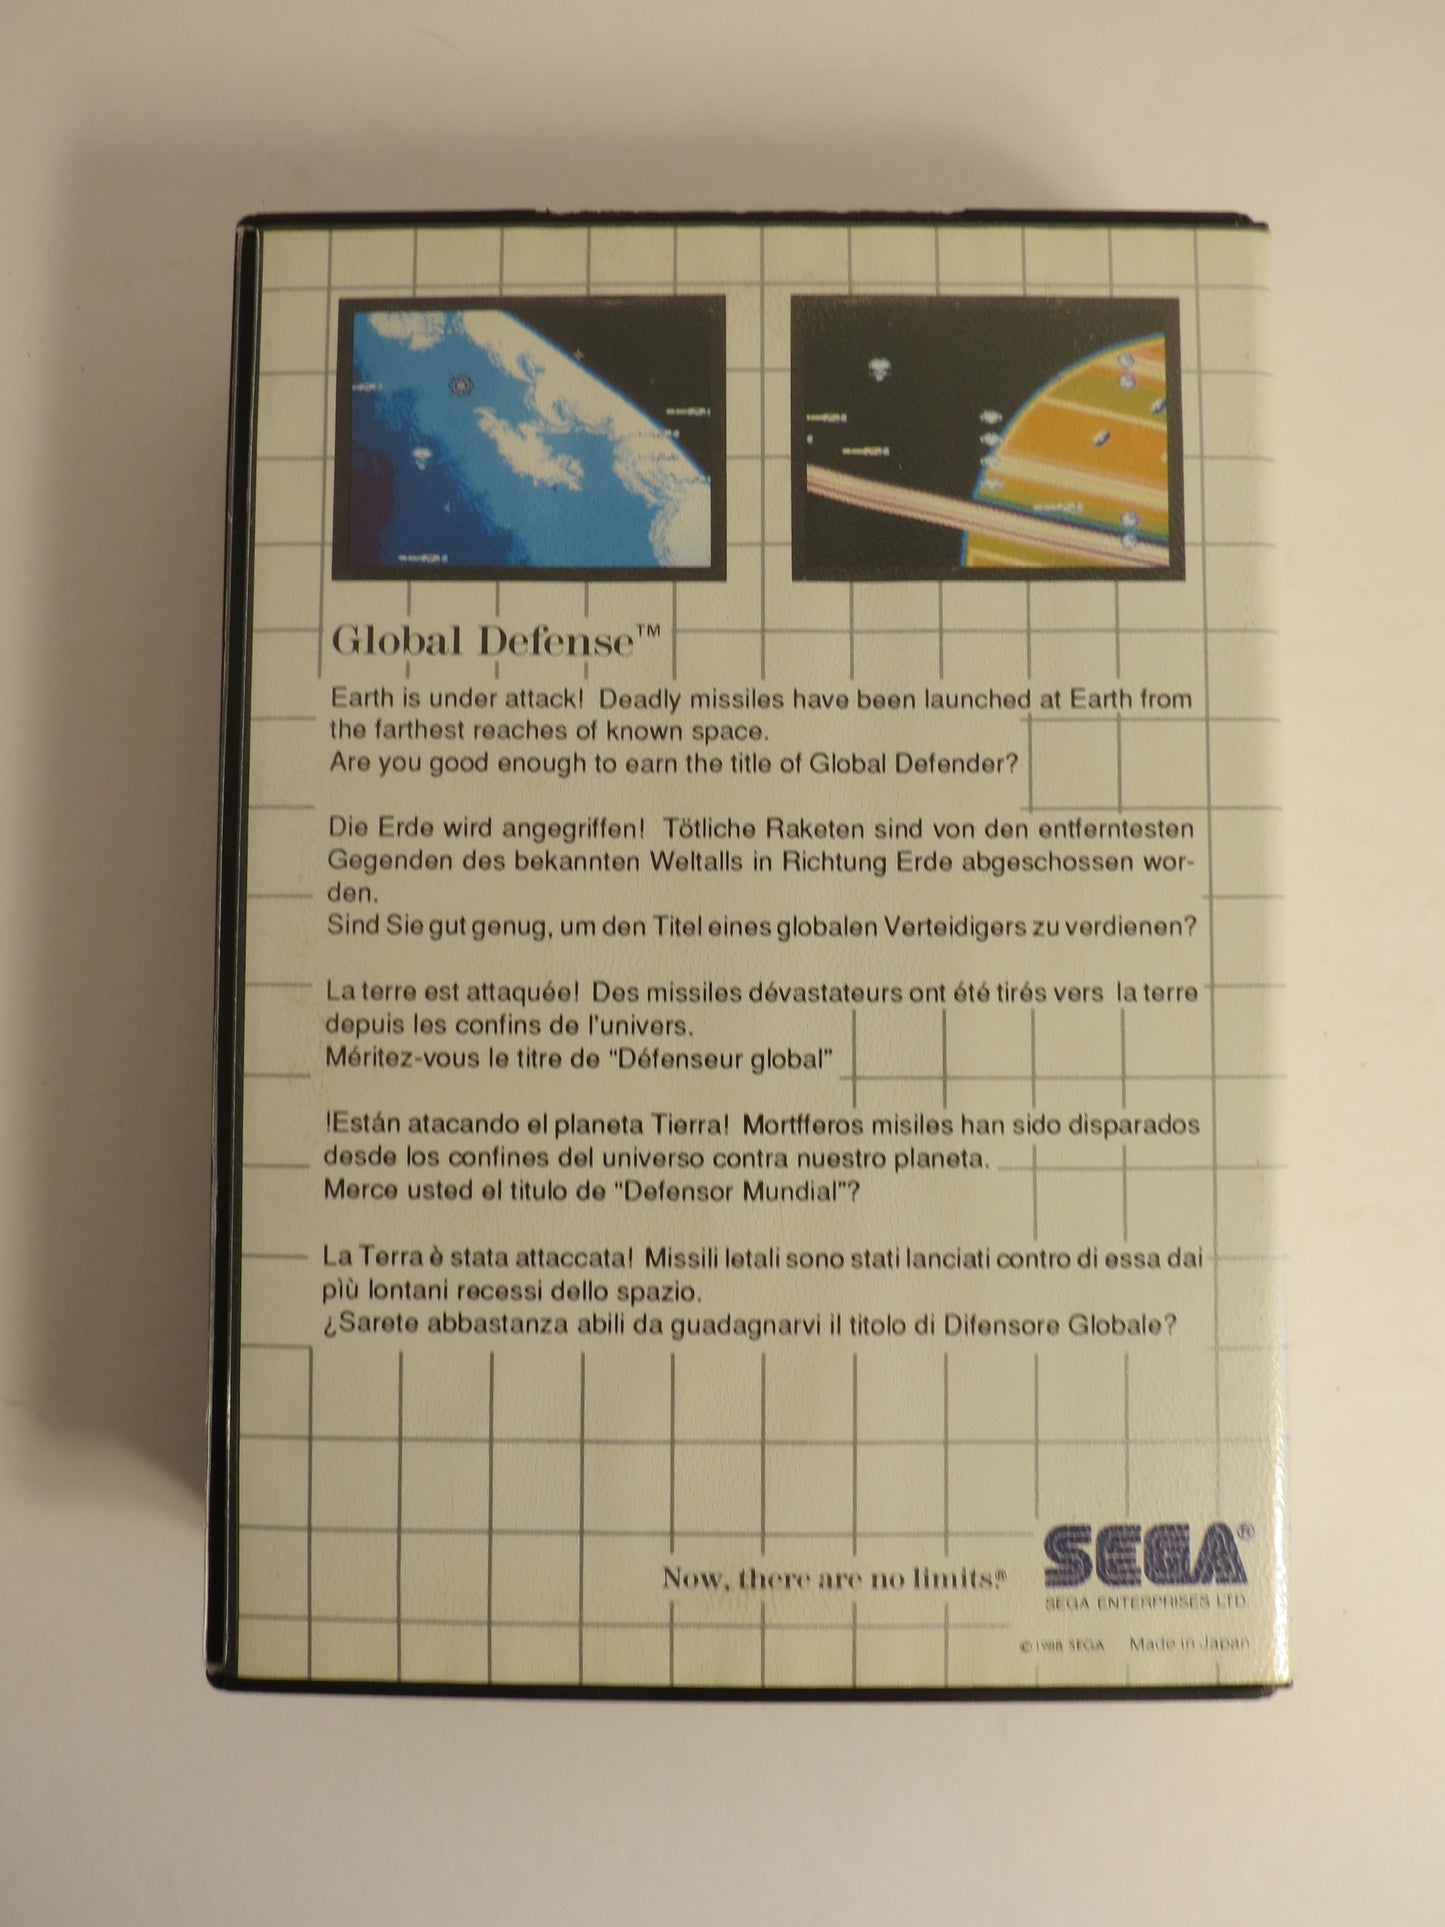 Global Defense™
Earth is under attack! Deadly missiles have been launched at Earth from
the farthest reaches of known space.
Are you good enough to earn the title of Global Defender?
Die Erde wird angegriffen! Tötliche Raketen sind von den entferntesten
Gegenden des bekannten Weltalls in Richtung Erde abgeschossen wor-
den.
Sind Sie gut genug, um den Titel eines globalen Verteidigers zu verdienen?
La terre est attaquée! Des missiles dévastateurs ont été tirés vers la terre
depuis les confins de l'univers.
Méritez-vous le titre de "Défenseur global"
!Están atacando el planeta Tierra! Mortfferos misiles han sido disparados
desde los confines del universo contra nuestro planeta.
Merce usted el titulo de "Defensor Mundial"?
La Terra è stata attaccata! Missili letali sono stati lanciati contro di essa dai
più lontani recessi dello spazio.
¿Sarete abbastanza abili da guadagnarvi il titolo di Difensore Globale?
Now, there are no limits.®
SEGA®
SEGA ENTERPRISES LTD.
©1988 SEGA Made in Japan